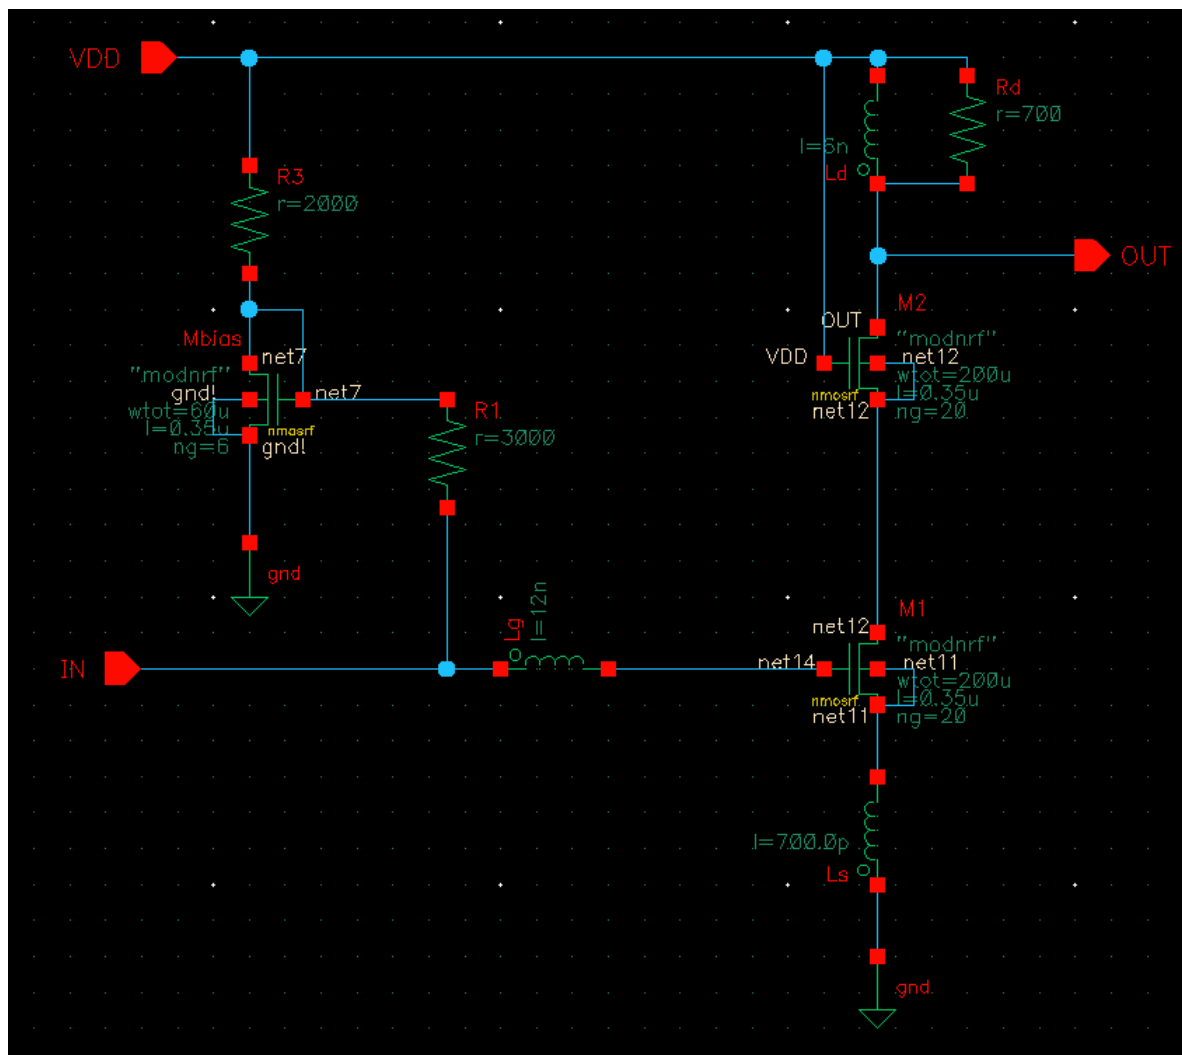 VDD
Rd
r=700
l=6n
Ld
R3
r=2000
OUT
M2
OUT
"modnrf"
VDD
net12
wtot=200u
l=0.35u
nmosrf
net12
ng=20
Mbias
net7
"modnrf"
gnd!
net7
wtot=60u
l=0.35u
nmosrf
ng=6
gnd!
R1
r=3000
gnd
Lg
l=12n
IN
M1
net12
"modnrf"
net14
net11
wtot=200u
l=0.35u
nmosrf
net11
ng=20
l=700.0p
Ls
gnd